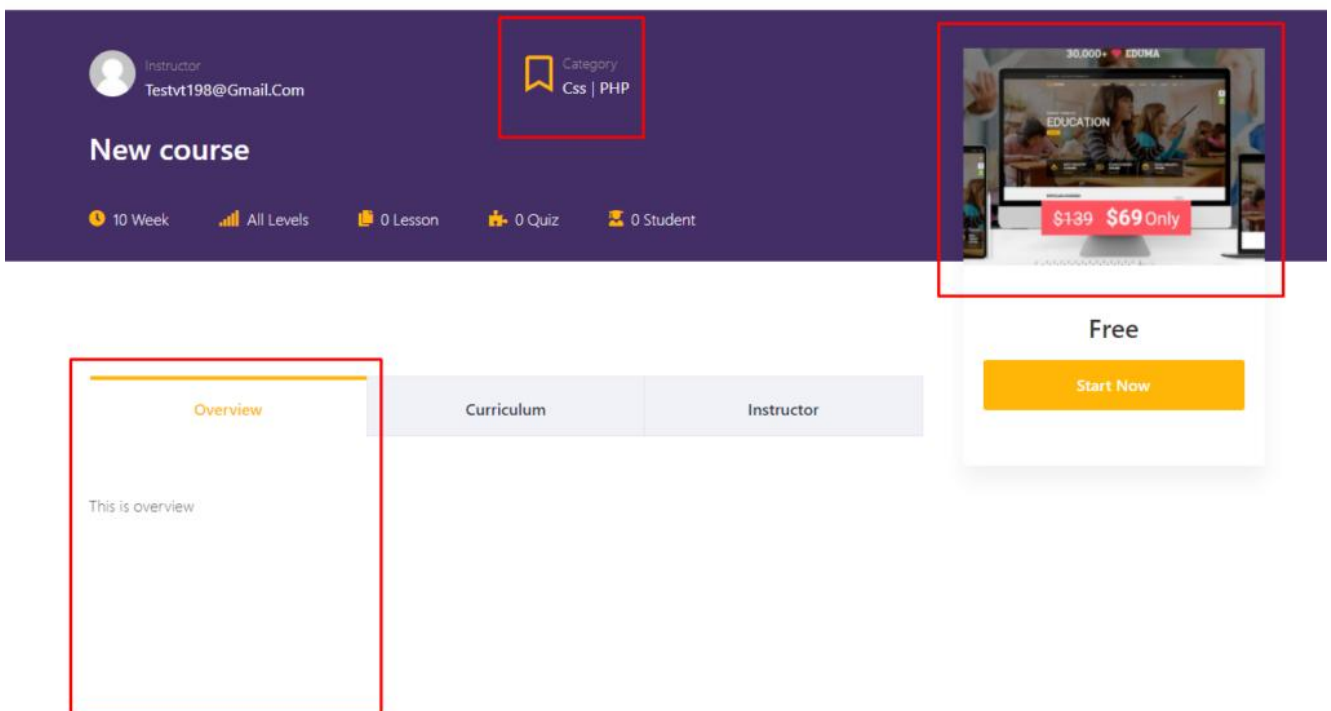 Instructor
Testvt198@Gmail.Com
Category
Css | PHP
New course
10 Week
All Levels
0 Lesson
0 Quiz
0 Student
30.000+ EDUMA
EDUCATION
$139 $69 Only
Free
Start Now
Overview
Curriculum
Instructor
This is overview